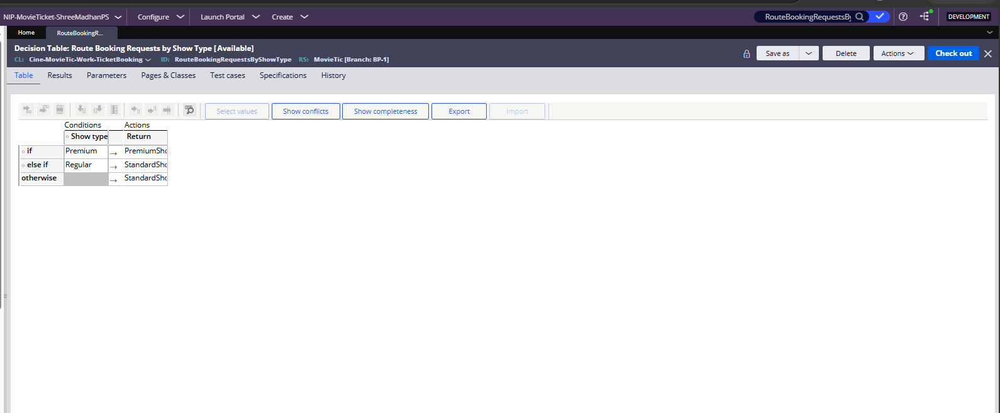 NIP-MovieTicket-ShreeMadhanPS Configure Launch Portal Create RouteBookingRequestsBy DEVELOPMENT
Home RouteBookingR...
Decision Table: Route Booking Requests by Show Type [Available]
CL: Cine-MovieTic-Work-TicketBooking ID: RouteBookingRequestsByShowType RS: MovieTic [Branch: BP-1]
Save as Delete Actions Check out
Table Results Parameters Pages & Classes Test cases Specifications History
Select values Show conflicts Show completeness Export Import
Conditions Actions
Show type Return
if Premium → PremiumSho
else if Regular → StandardSho
otherwise → StandardSho